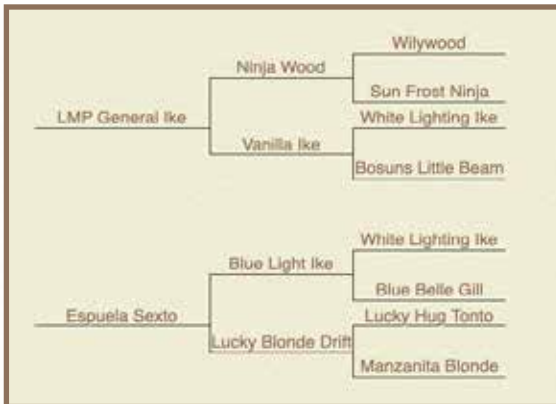 Wilywood
Ninja Wood
Sun Frost Ninja
LMP General Ike
White Lighting Ike
Vanilla Ike
Bosuns Little Beam
White Lighting Ike
Blue Light Ike
Blue Belle Gill
Espuela Sexto
Lucky Hug Tonto
Lucky Blonde Drift
Manzanita Blonde